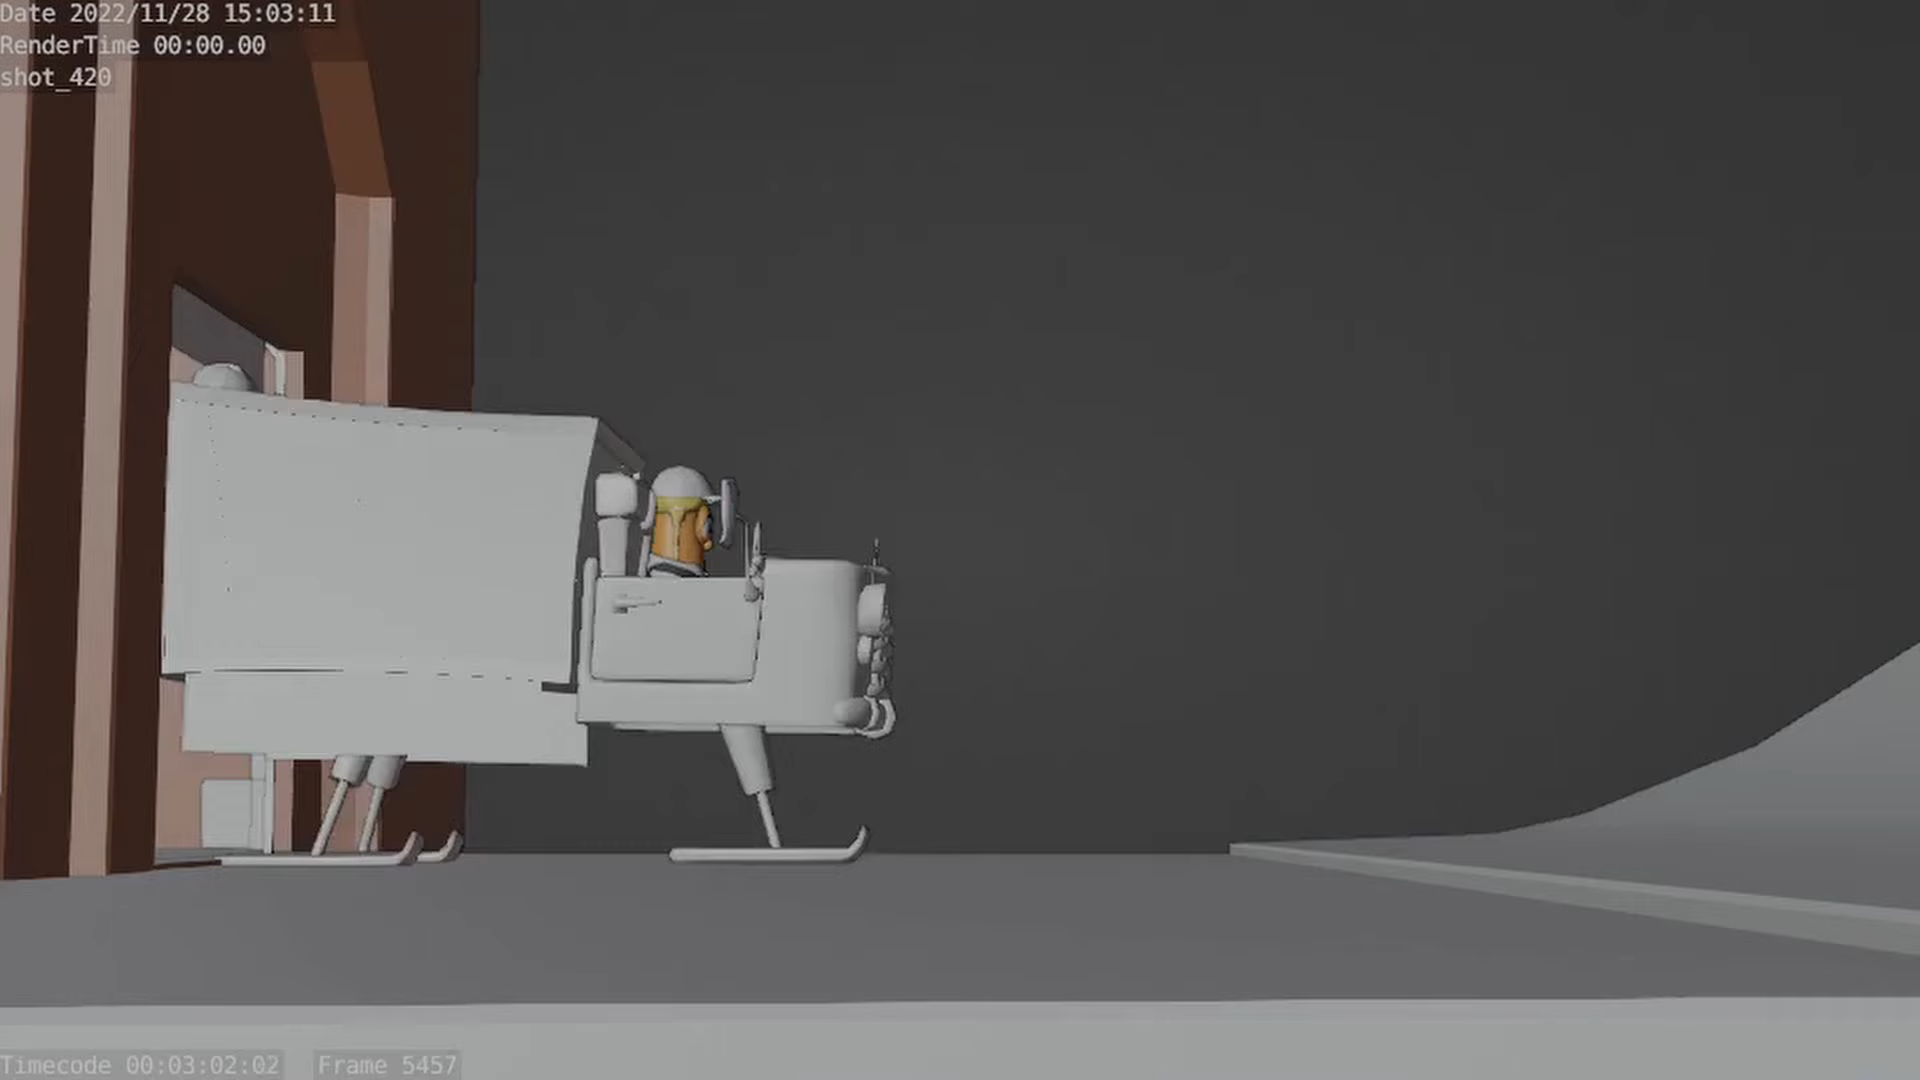 Date 2022/11/28 15:03:11
RenderTime 00:00.00
shot_420
Timecode 00:03:02:02 Frame 5457